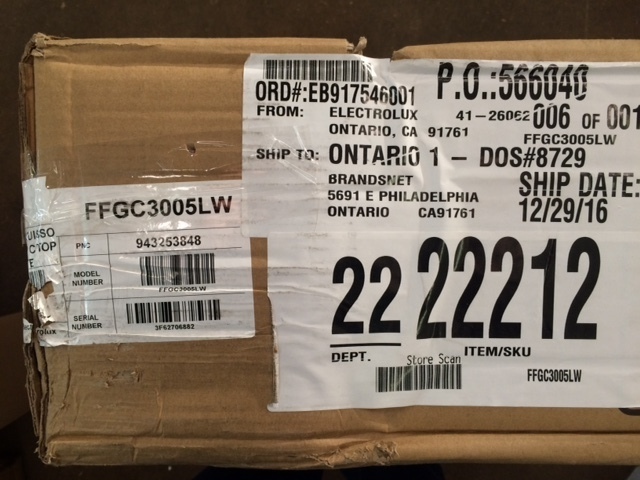 ORD#:EB917546001
P.O.:566040
FROM: ELECTROLUX 41-26062 006 OF 001
ONTARIO, CA 91761
FFGC3005LW
SHIP TO: ONTARIO 1 - DOS#8729
BRANDSNET
5691 E PHILADELPHIA
ONTARIO CA91761
SHIP DATE:
12/29/16
22 22212
DEPT.
Store Scan
ITEM/SKU
FFGC3005LW
FFGC3005LW
PNC 943253848
MODEL NUMBER
FFGC3005LW
SERIAL NUMBER
3F62706882